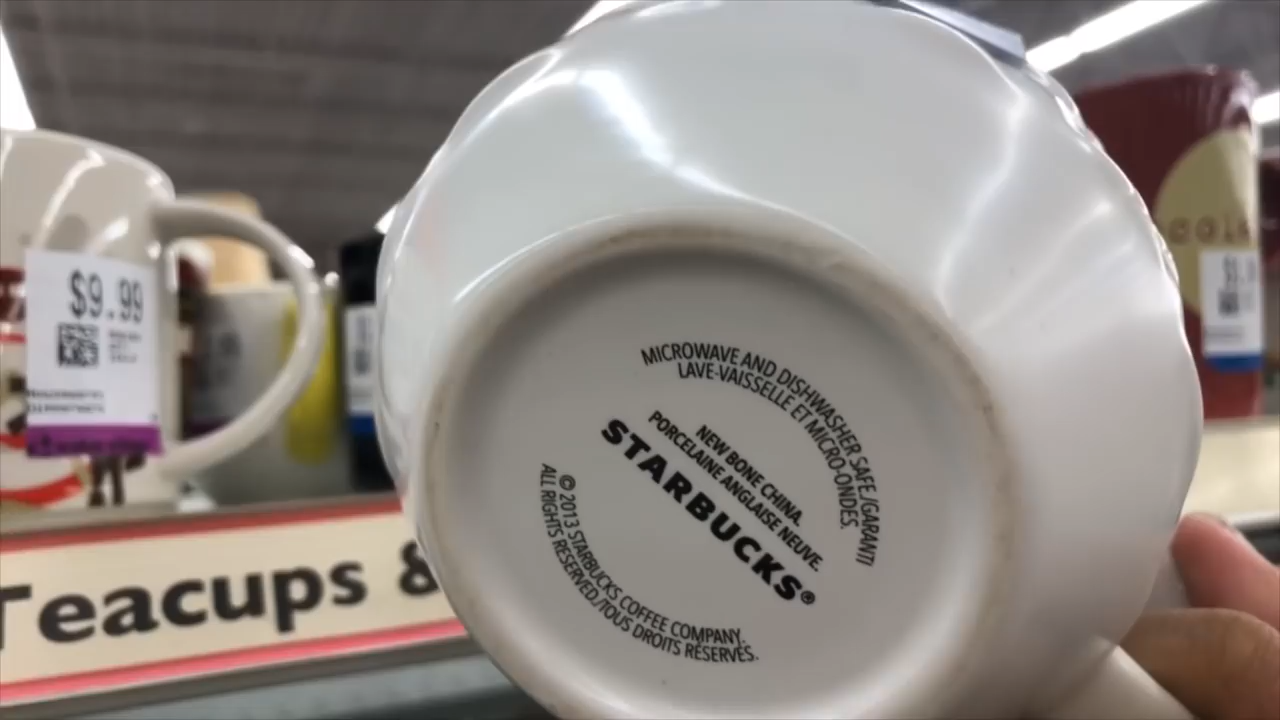 $9.99
Teacups &
MICROWAVE AND DISHWASHER SAFE./GARANTI
LAVE-VAISSELLE ET MICRO-ONDES.
NEW BONE CHINA.
PORCELAINE ANGLAISE NEUVE.
STARBUCKS®
© 2013 STARBUCKS COFFEE COMPANY.
ALL RIGHTS RESERVED./TOUS DROITS RÉSERVÉS.